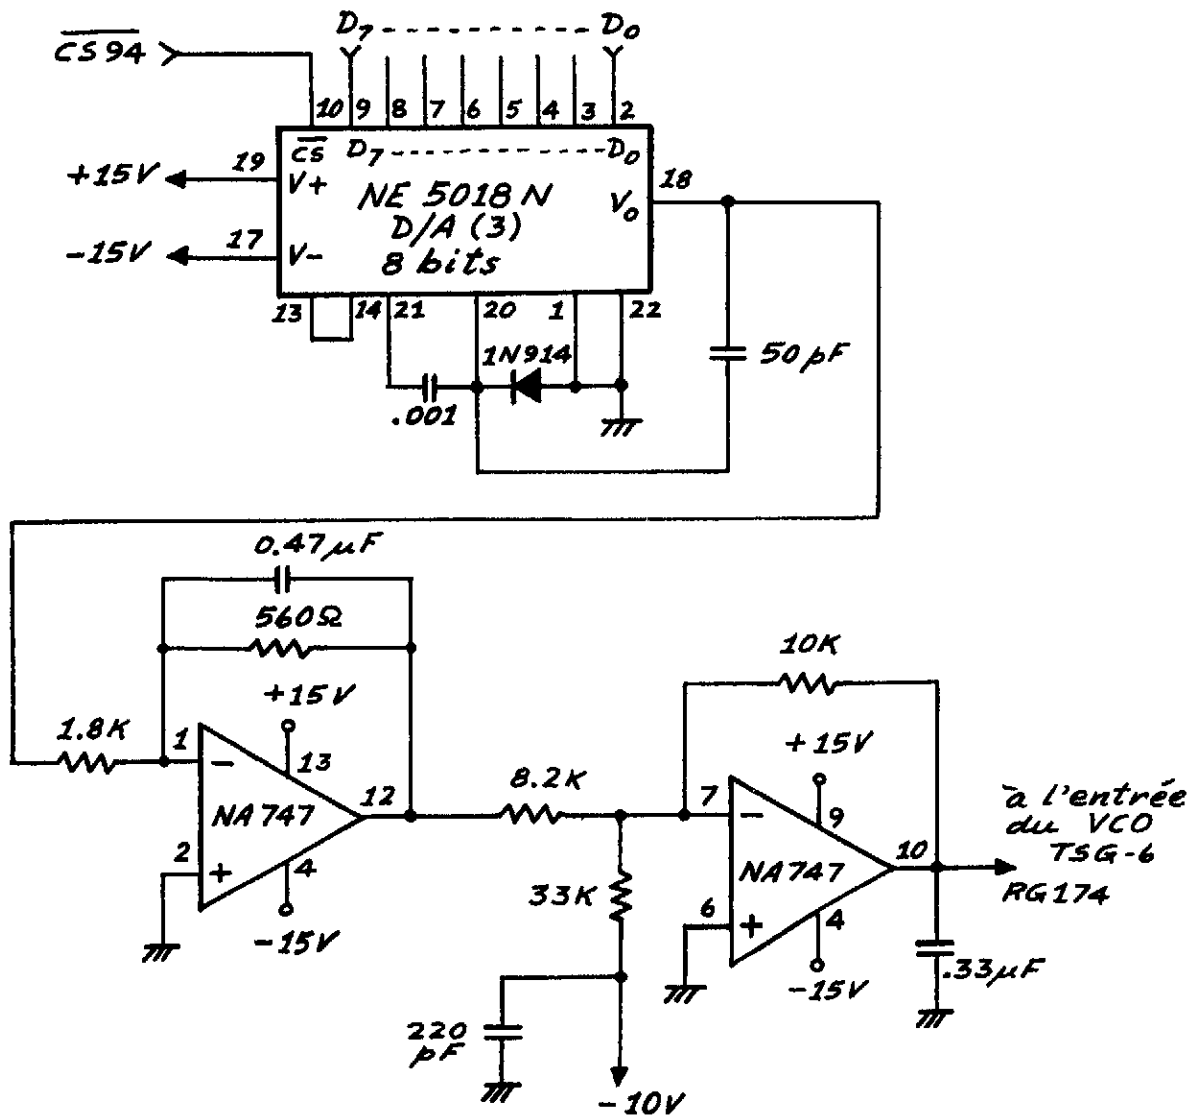 D7 - - - - - - - - - - D0
CS94
10 9 8 7 6 5 4 3 2
CS D7 - - - - - - - - - - D0
+15V 19 V+
NE 5018 N
D/A (3)
8 bits
V0 18
-15V 17 V-
13 14 21 20 1 22
1N914
.001
50pF
0.47µF
560Ω
+15V
1.8K
1
13
NA747
12
2
4
-15V
8.2K
33K
220
pF
-10V
10K
+15V
7
9
NA747
10
6
4
-15V
.33µF
à l'entrée
du VCO
TSG-6
RG174